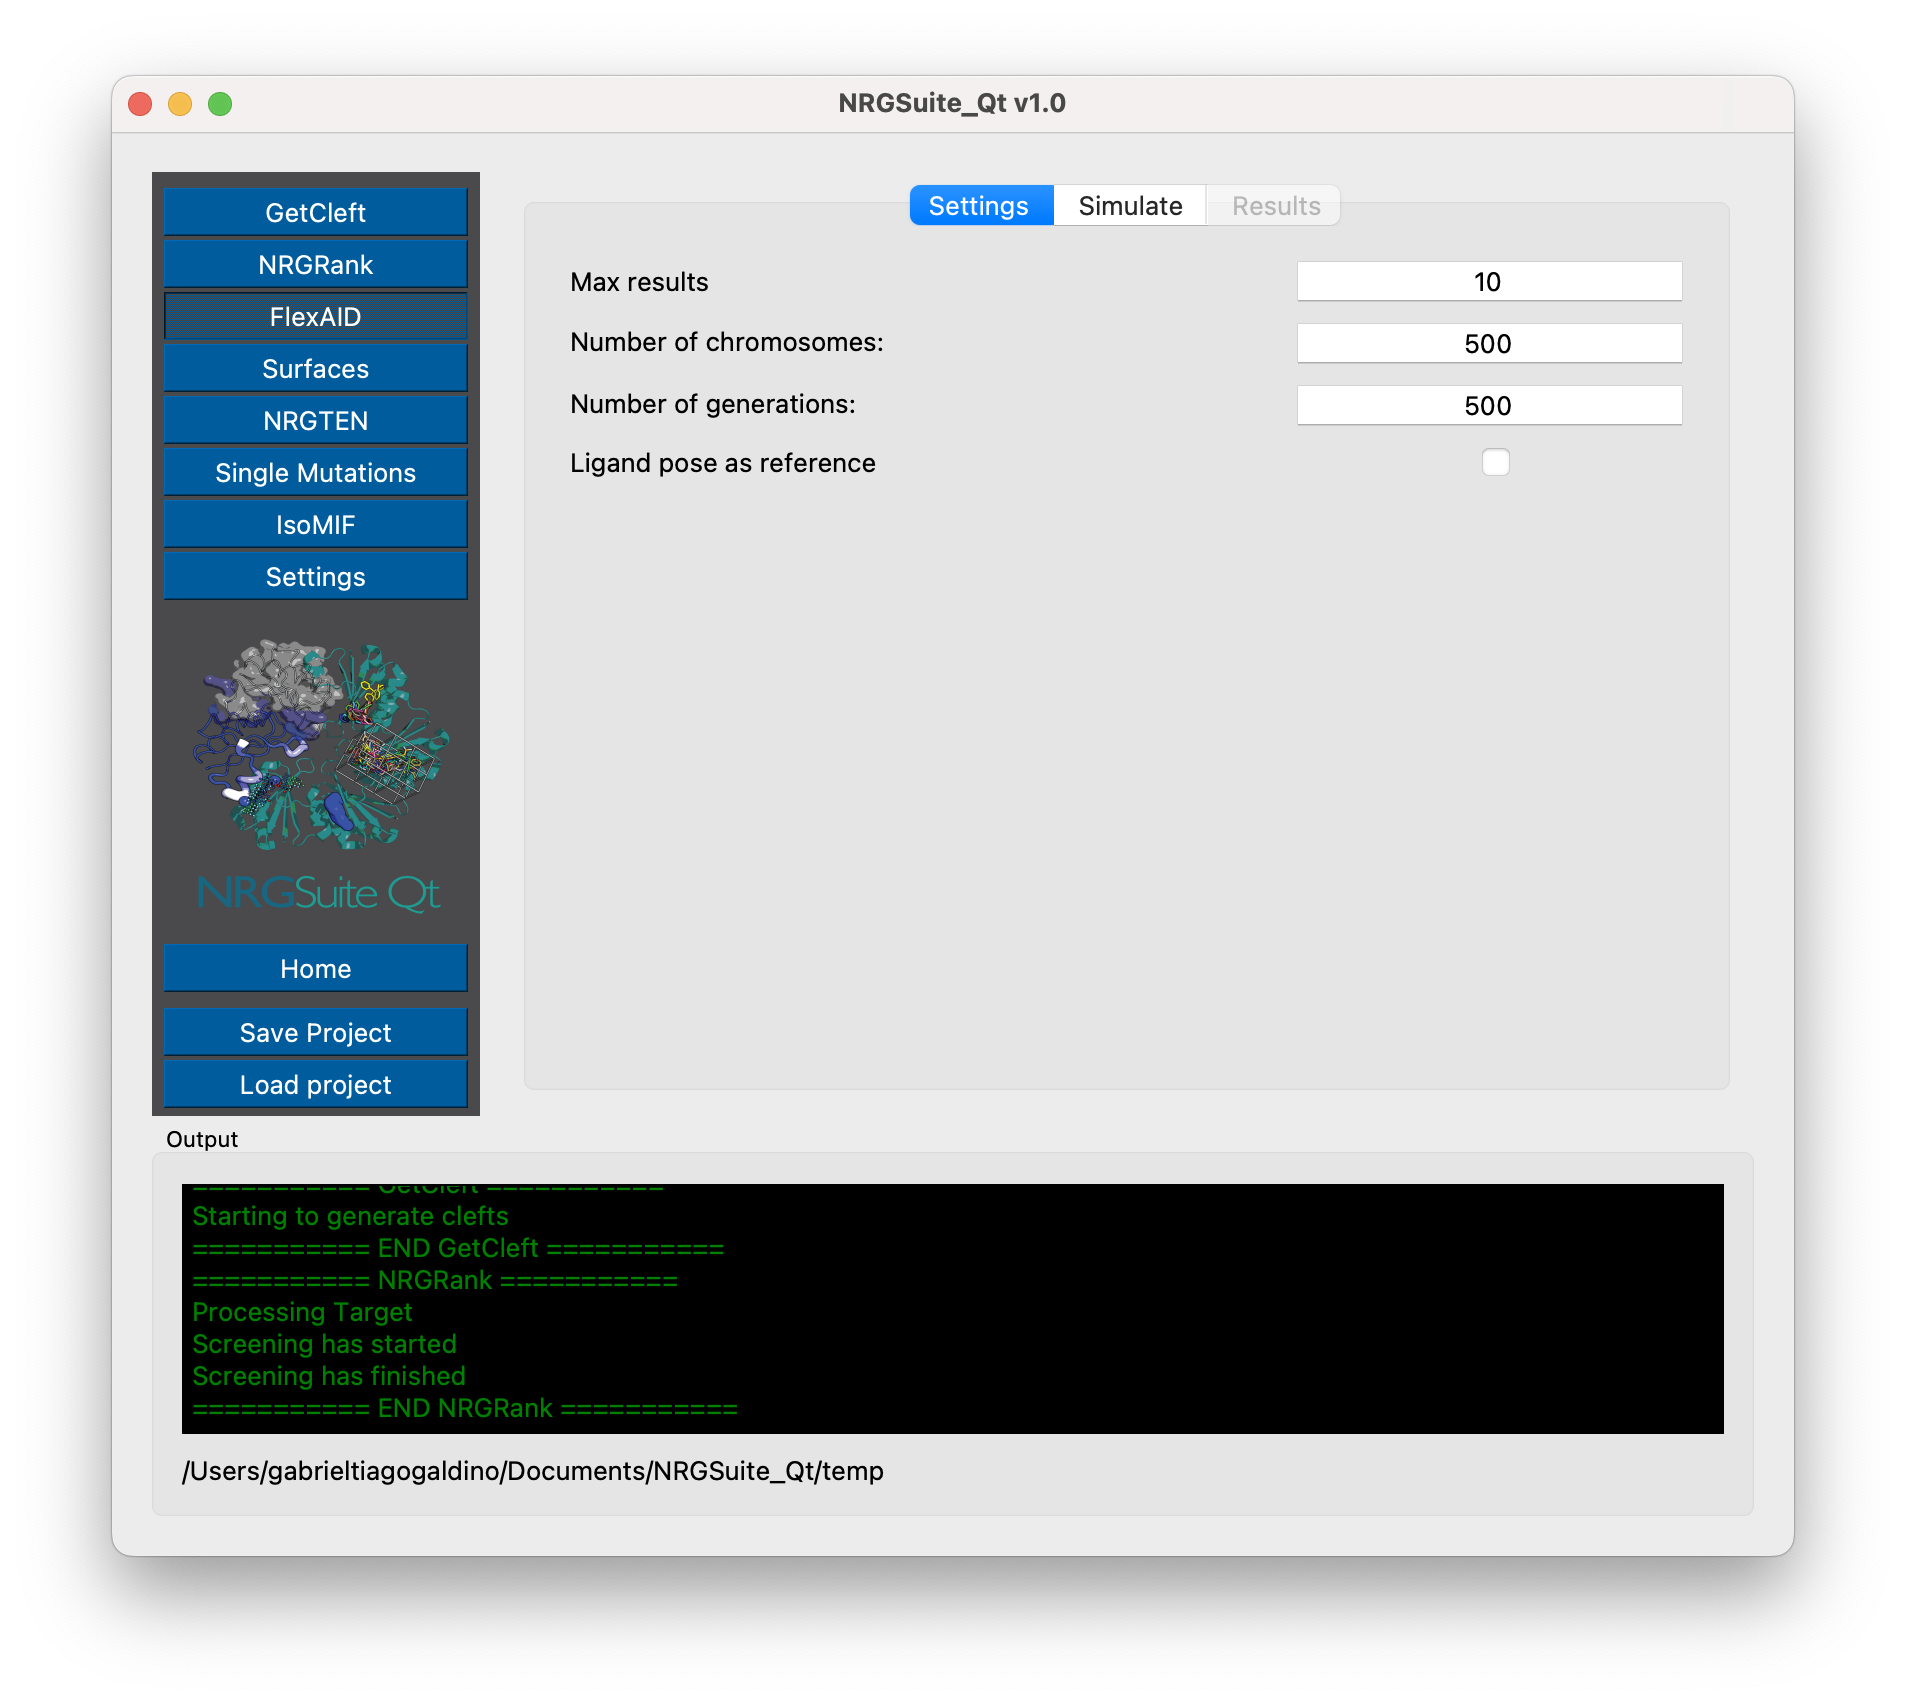 NRGSuite_Qt v1.0
GetCleft
NRGRank
FlexAID
Surfaces
NRGTEN
Single Mutations
IsoMIF
Settings
NRGSuite Qt
Home
Save Project
Load project
Settings Simulate Results
Max results 10
Number of chromosomes: 500
Number of generations: 500
Ligand pose as reference
Output
=========== GetCleft ===========
Starting to generate clefts
=========== END GetCleft ===========
=========== NRGRank ===========
Processing Target
Screening has started
Screening has finished
=========== END NRGRank ===========
/Users/gabrieltiagogaldino/Documents/NRGSuite_Qt/temp